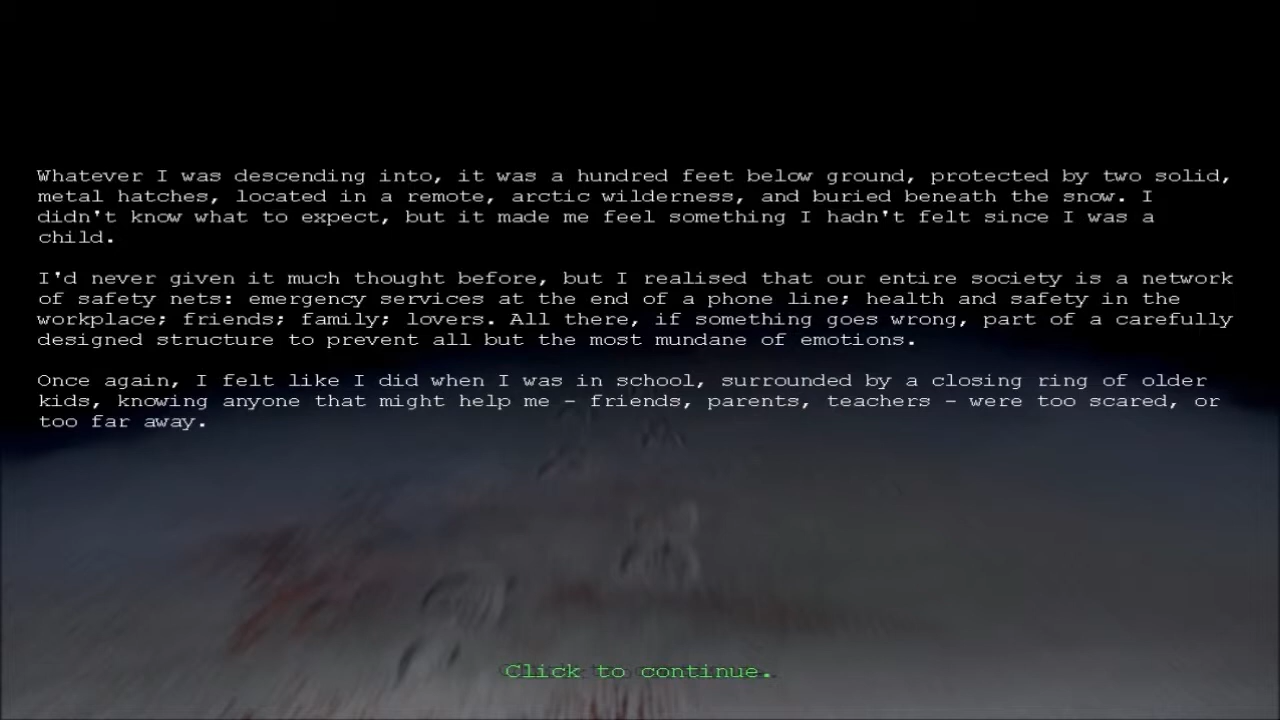 Whatever I was descending into, it was a hundred feet below ground, protected by two solid,
metal hatches, located in a remote, arctic wilderness, and buried beneath the snow. I
didn't know what to expect, but it made me feel something I hadn't felt since I was a
child.
I'd never given it much thought before, but I realised that our entire society is a network
of safety nets: emergency services at the end of a phone line; health and safety in the
workplace; friends; family; lovers. All there, if something goes wrong, part of a carefully
designed structure to prevent all but the most mundane of emotions.
Once again, I felt like I did when I was in school, surrounded by a closing ring of older
kids, knowing anyone that might help me - friends, parents, teachers - were too scared, or
too far away.
Click to continue.